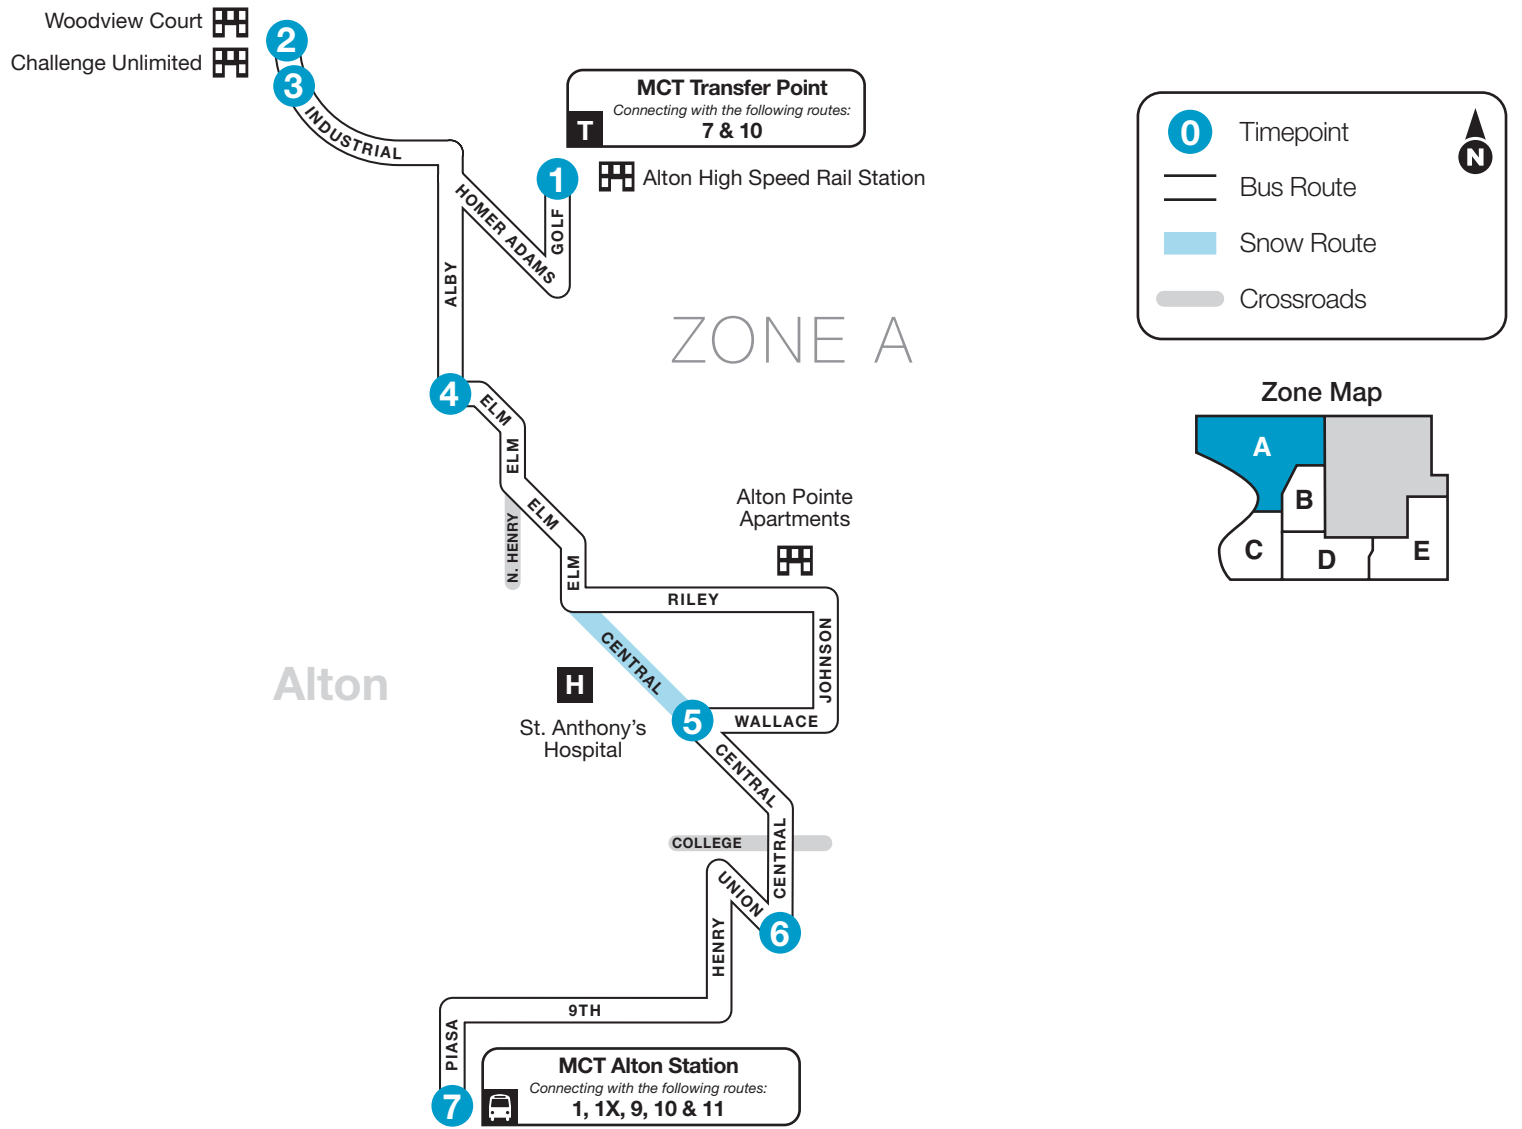 Woodview Court
Challenge Unlimited
2
3
INDUSTRIAL
MCT Transfer Point
Connecting with the following routes:
T
7 & 10
1
Alton High Speed Rail Station
HOMER ADAMS
GOLF
ALBY
ZONE A
4
ELM
ELM
ELM
N. HENRY
ELM
Alton Pointe
Apartments
RILEY
JOHNSON
CENTRAL
Alton
H
St. Anthony's
Hospital
5
WALLACE
CENTRAL
COLLEGE
CENTRAL
UNION
6
HENRY
9TH
PIASA
7
MCT Alton Station
Connecting with the following routes:
1, 1X, 9, 10 & 11
0
Timepoint
N
Bus Route
Snow Route
Crossroads
Zone Map
A
B
C
D
E